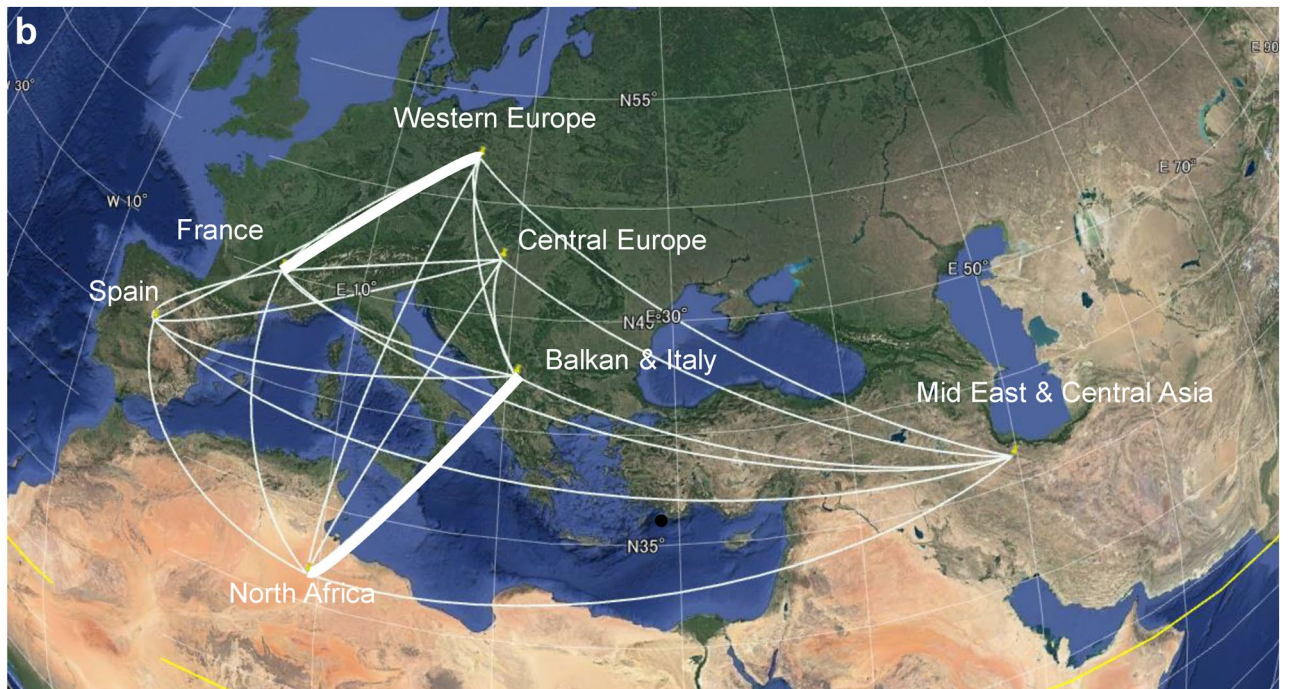 b
E 90
N55°
W 30°
Western Europe
E 70°
W 10°
France
Central Europe
E 50°
Spain
E 10°
N45°
E 30°
Balkan & Italy
Mid East & Central Asia
N35°
North Africa